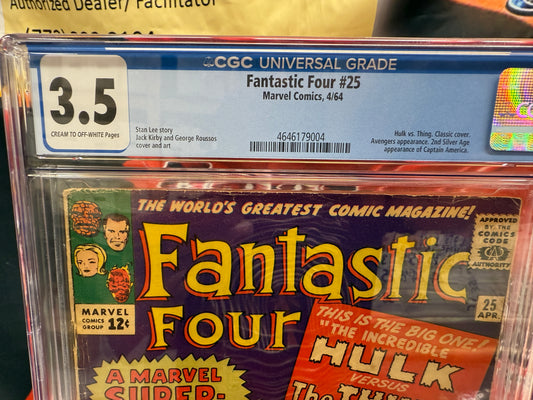 Authorized Dealer/ Facilitator
CGC UNIVERSAL GRADE
3.5
CREAM TO OFF-WHITE Pages
Fantastic Four #25
Marvel Comics, 4/64
Stan Lee story
Jack Kirby and George Roussos
cover and art
4646179004
Hulk vs. Thing. Classic cover.
Avengers appearance. 2nd Silver Age
appearance of Captain America.
THE WORLD'S GREATEST COMIC MAGAZINE!
Fantastic
Four
MARVEL
COMICS
GROUP
12¢
APPROVED
BY THE
COMICS
CODE
AUTHORITY
25
APR.
A MARVEL
SUPER-
THIS IS THE BIG ONE!
"THE INCREDIBLE
HULK
VERSUS
The